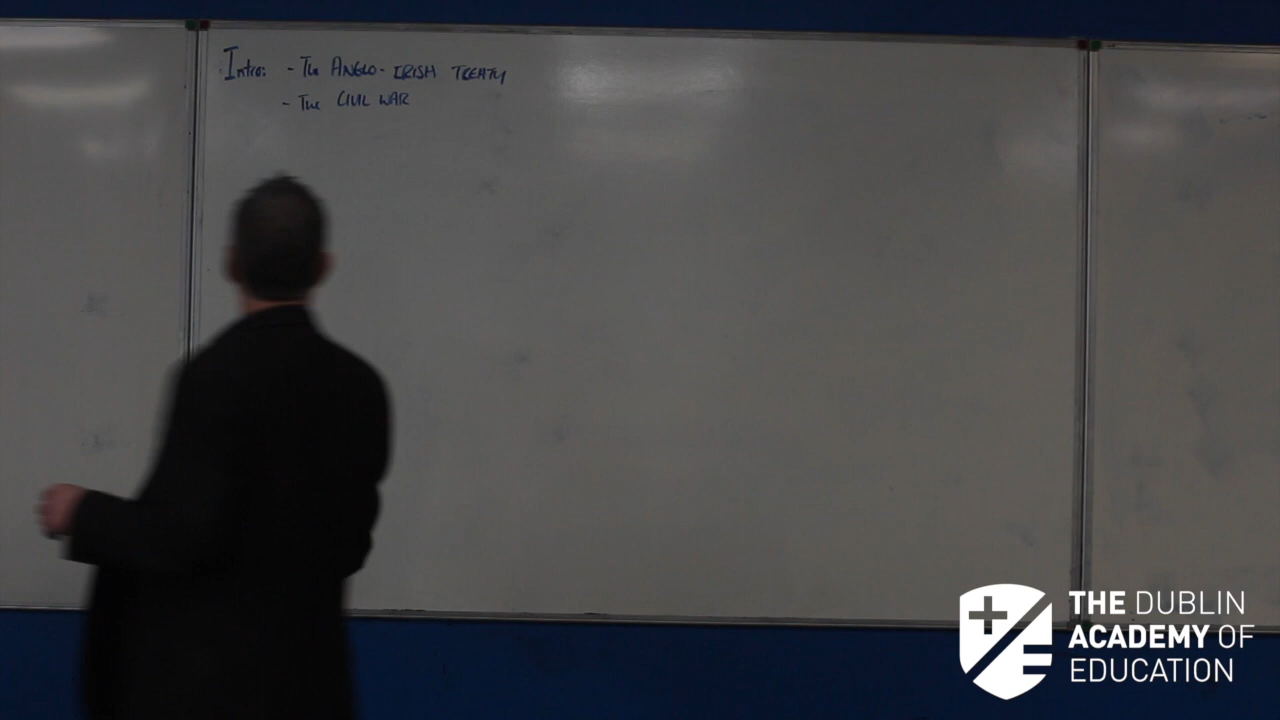 Intro: - The ANGLO-IRISH TREATY
- The CIVIL WAR
THE DUBLIN
ACADEMY OF
EDUCATION